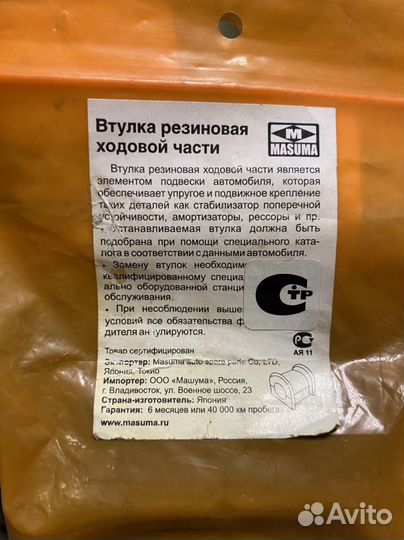 Втулка резиновая
ходовой части
M
MASUMA
Втулка резиновая ходовой части является
элементом подвески автомобиля, которая
обеспечивает упругое и подвижное крепление
таких деталей как стабилизатор поперечной
устойчивости, амортизаторы, рессоры и пр.
• Устанавливаемая втулка должна быть
подобрана при помощи специального ката-
лога в соответствии с данными автомобиля.
• Замену втулок необходимо
квалифицированному специа
ально оборудованной станци
обслуживания.
• При несоблюдении выше
условий все обязательства
дителя аннулируются.
СТР
РС
АЯ 11
Товар сертифицирован
Экспортер: Masuma auto spare parts Co, LTD,
Япония, Токио
Импортер: ООО «Машума», Россия,
г. Владивосток, ул. Военное шоссе, 23
Страна-изготовитель: Япония
Гарантия: 6 месяцев или 40 000 км пробега
www.masuma.ru
Avito